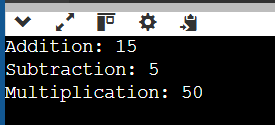 Addition: 15
Subtraction: 5
Multiplication: 50